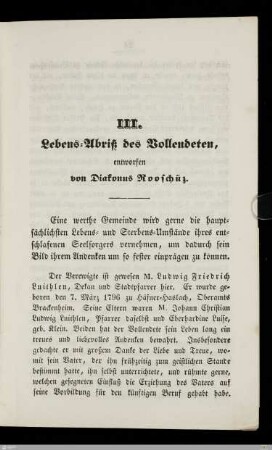 III.
Lebens-Abriß des Vollendeten,
entworfen
von Diakonus Rooschüz.
Eine werthe Gemeinde wird gerne die haupt-
sächlichsten Lebens- und Sterbens-Umstände ihres ent-
schlafenen Seelsorgers vernehmen, um dadurch sein
Bild ihrem Andenken um so fester einprägen zu können.
Der Verewigte ist gewesen M. Ludwig Friedrich
Luithlen, Dekan und Stadtpfarrer hier. Er wurde ge-
boren den 7. März 1796 zu Häfner-Haslach, Oberamts
Brackenheim. Seine Eltern waren M. Johann Christian
Ludwig Luithlen, Pfarrer daselbst und Eberhardine Luise,
geb. Klein. Beiden hat der Vollendete sein Leben lang ein
treues und liebevolles Andenken bewahrt. Insbesondere
gedachte er mit großem Danke der Liebe und Treue, wo-
mit sein Vater, der ihn frühzeitig zum geistlichen Stande
bestimmt hatte, ihn selbst unterrichtete, und rühmte gerne,
welchen gesegneten Einfluß die Erziehung des Vaters auf
seine Vorbildung für den künftigen Beruf gehabt habe.